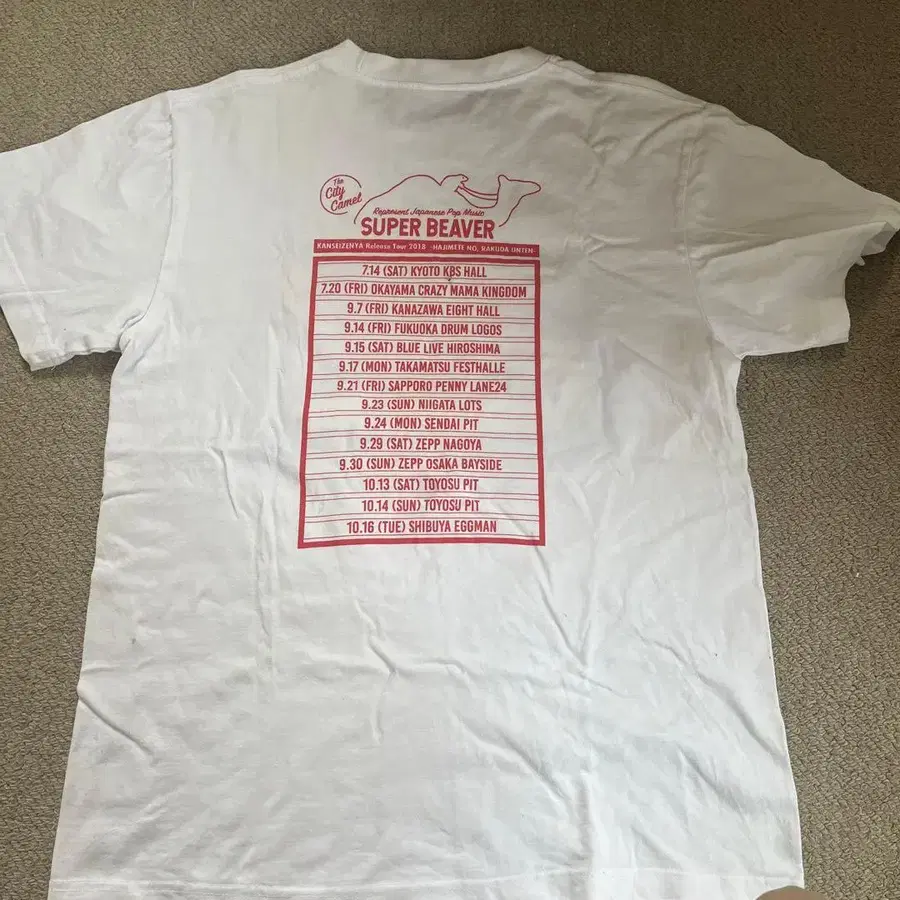 The
City
Camel
Represent Japanese Pop Music
SUPER BEAVER
KANSEIZENYA Release Tour 2018 -HAJIMETE NO, RAKUDA UNTEN-
7.14 (SAT) KYOTO KBS HALL
7.20 (FRI) OKAYAMA CRAZY MAMA KINGDOM
9.7 (FRI) KANAZAWA EIGHT HALL
9.14 (FRI) FUKUOKA DRUM LOGOS
9.15 (SAT) BLUE LIVE HIROSHIMA
9.17 (MON) TAKAMATSU FESTHALLE
9.21 (FRI) SAPPORO PENNY LANE24
9.23 (SUN) NIIGATA LOTS
9.24 (MON) SENDAI PIT
9.29 (SAT) ZEPP NAGOYA
9.30 (SUN) ZEPP OSAKA BAYSIDE
10.13 (SAT) TOYOSU PIT
10.14 (SUN) TOYOSU PIT
10.16 (TUE) SHIBUYA EGGMAN